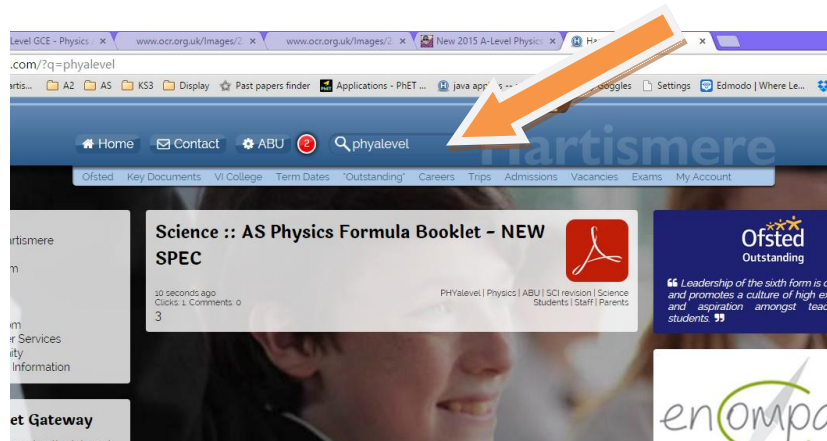 Level GCE - Physics
www.ocr.org.uk/Images/2
www.ocr.org.uk/Images/2
New 2015 A-Level Physics
.com/?q=phyalevel
A2 AS KS3 Display Past papers finder Applications - PhET ... java Goggles Settings Edmodo | Where Le...
Home Contact ABU 2 phyalevel
Hartismere
Ofsted Key Documents VI College Term Dates "Outstanding" Careers Trips Admissions Vacancies Exams My Account
artismere
Science :: AS Physics Formula Booklet - NEW
SPEC
10 seconds ago
Clicks: 1 Comments: 0
3
PHYalevel | Physics | ABU | SCI revision | Science
Students | Staff | Parents
r Services
Information
et Gateway
Ofsted
Outstanding
Leadership of the sixth form is
and promotes a culture of high
and aspiration amongst
students.